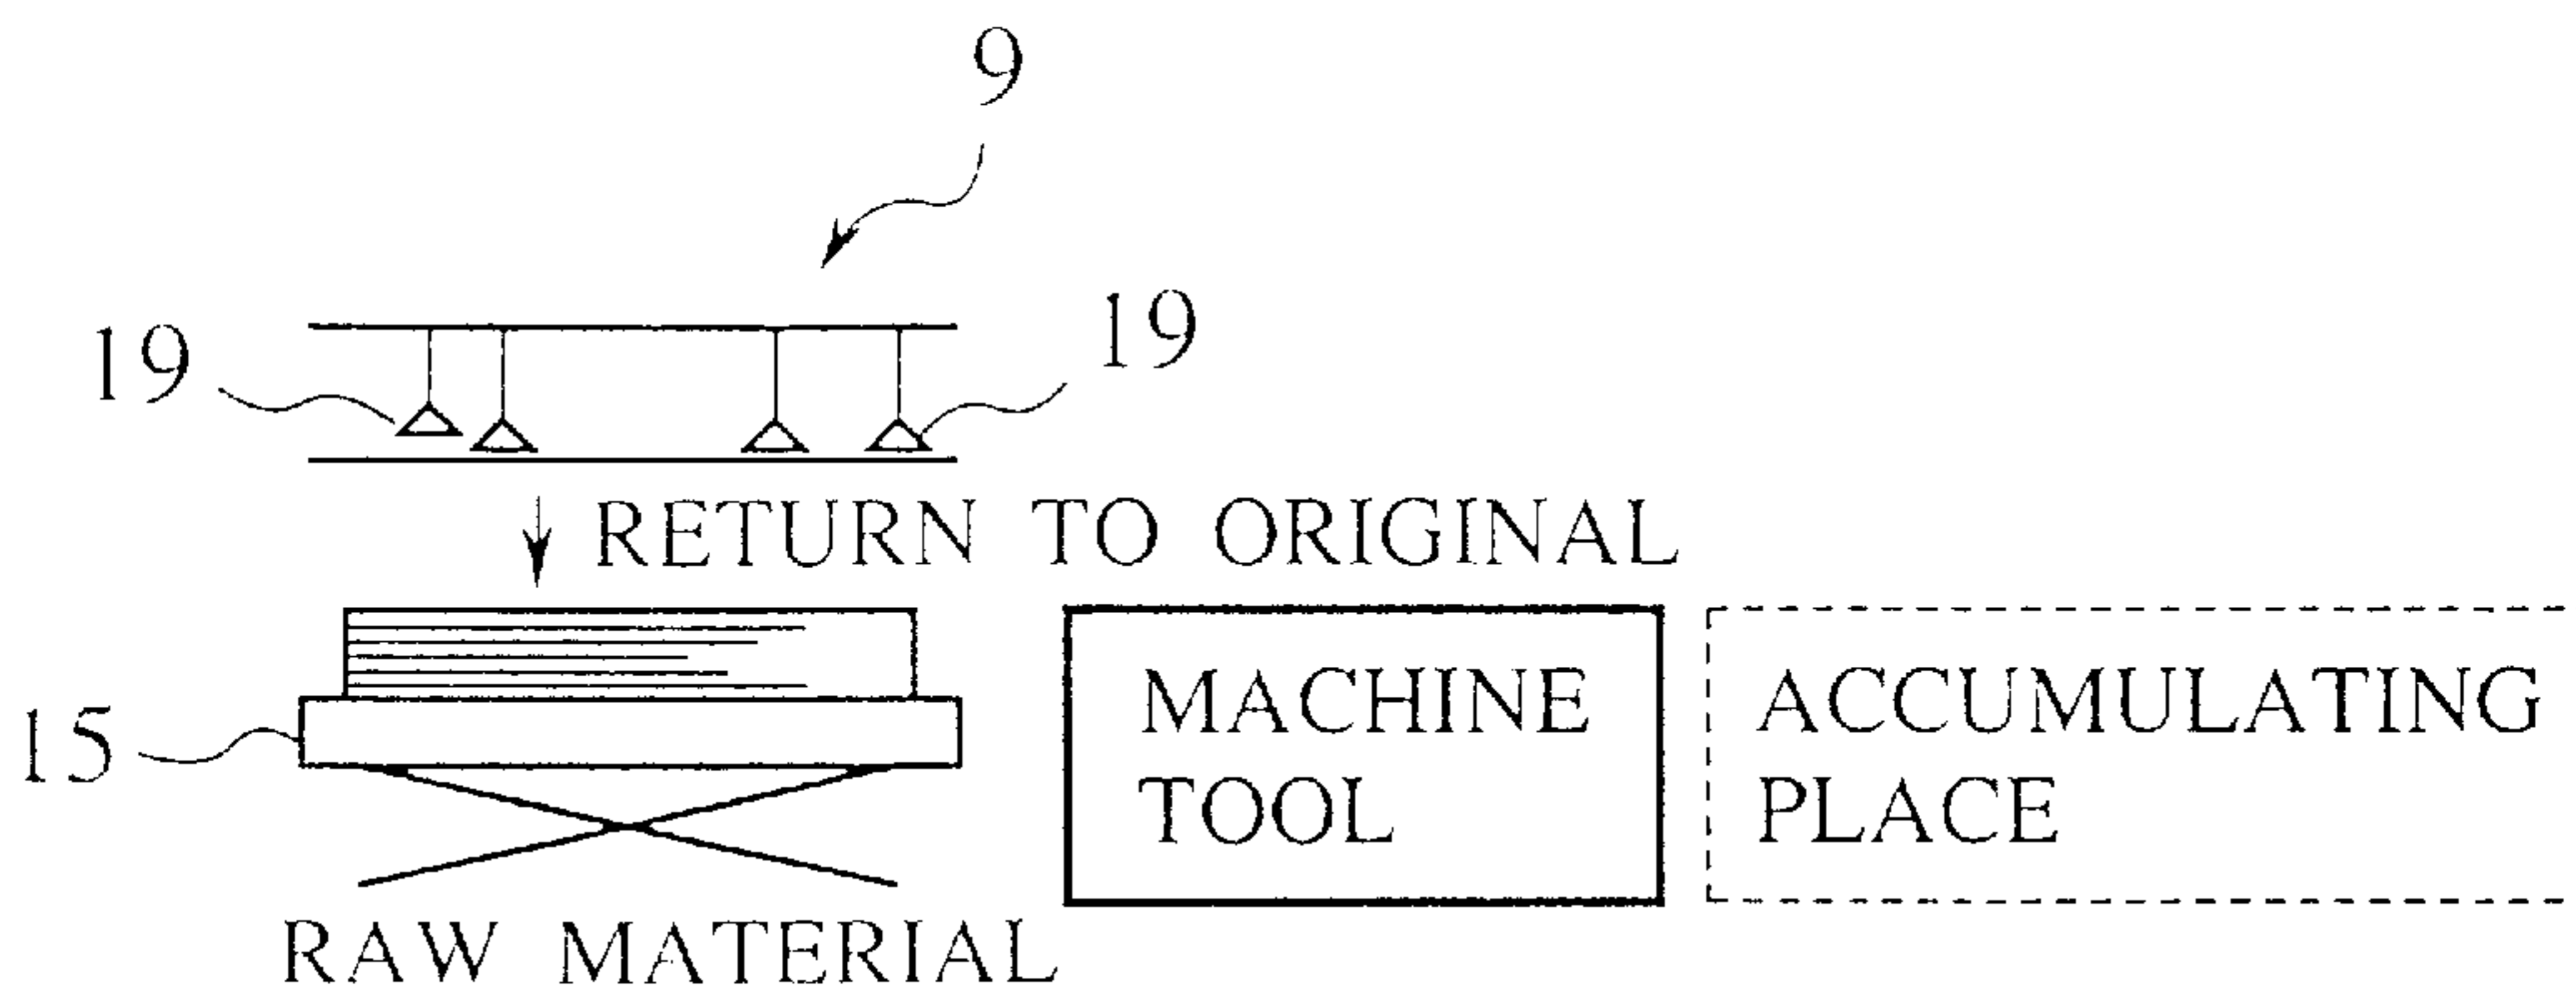 9
19
19
RETURN TO ORIGINAL
15
MACHINE
TOOL
ACCUMULATING
PLACE
RAW MATERIAL